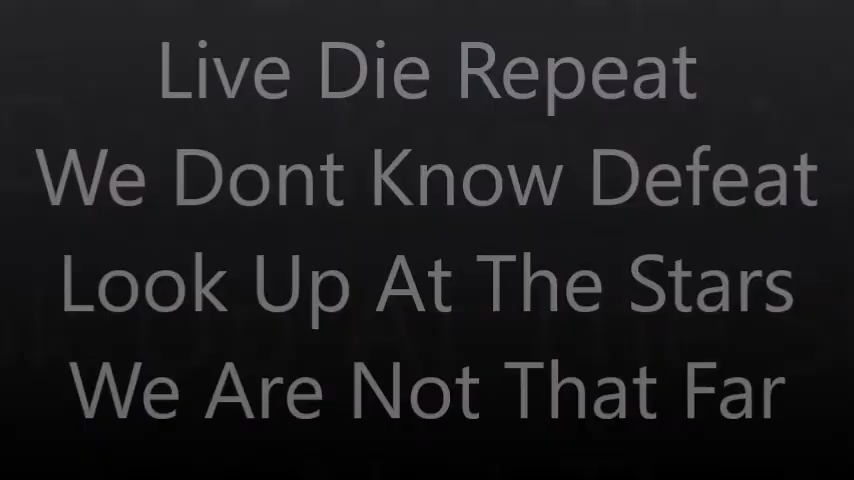 Live Die Repeat
We Dont Know Defeat
Look Up At The Stars
We Are Not That Far